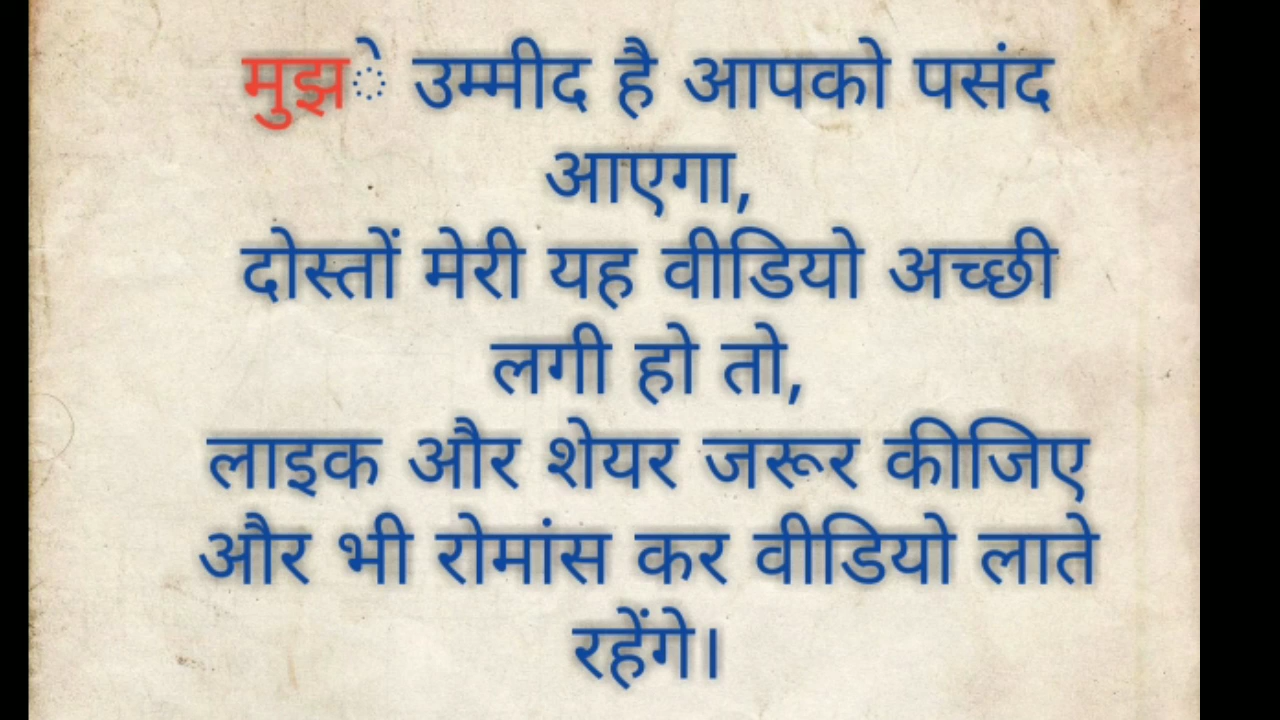 मुझे उम्मीद है आपको पसंद
आएगा,
दोस्तों मेरी यह वीडियो अच्छी
लगी हो तो,
लाइक और शेयर जरूर कीजिए
और भी रोमांस कर वीडियो लाते
रहेंगे।